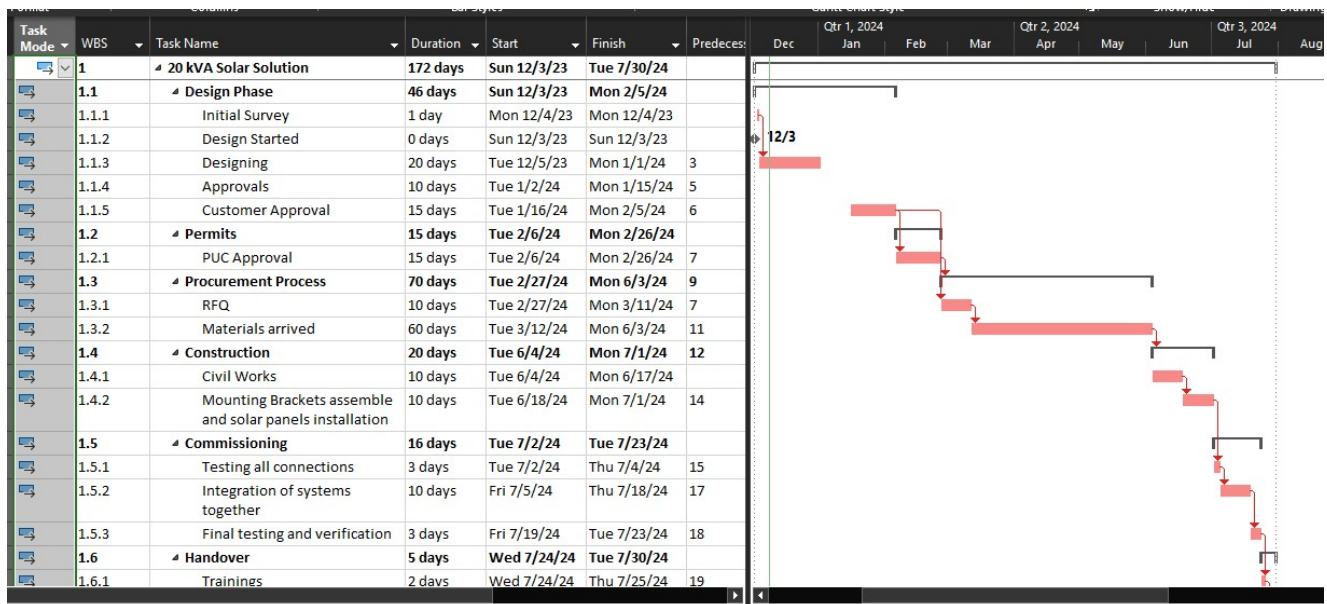 Format Columns Bar Styles Gantt Chart Style Show/Hide Drawing
Qtr 1, 2024 Qtr 2, 2024 Qtr 3, 2024
Task Mode WBS Task Name Duration Start Finish Predeces Dec Jan Feb Mar Apr May Jun Jul Aug
1 20 kVA Solar Solution 172 days Sun 12/3/23 Tue 7/30/24
1.1 Design Phase 46 days Sun 12/3/23 Mon 2/5/24
1.1.1 Initial Survey 1 day Mon 12/4/23 Mon 12/4/23
1.1.2 Design Started 0 days Sun 12/3/23 Sun 12/3/23 12/3
1.1.3 Designing 20 days Tue 12/5/23 Mon 1/1/24 3
1.1.4 Approvals 10 days Tue 1/2/24 Mon 1/15/24 5
1.1.5 Customer Approval 15 days Tue 1/16/24 Mon 2/5/24 6
1.2 Permits 15 days Tue 2/6/24 Mon 2/26/24
1.2.1 PUC Approval 15 days Tue 2/6/24 Mon 2/26/24 7
1.3 Procurement Process 70 days Tue 2/27/24 Mon 6/3/24 9
1.3.1 RFQ 10 days Tue 2/27/24 Mon 3/11/24 7
1.3.2 Materials arrived 60 days Tue 3/12/24 Mon 6/3/24 11
1.4 Construction 20 days Tue 6/4/24 Mon 7/1/24 12
1.4.1 Civil Works 10 days Tue 6/4/24 Mon 6/17/24
1.4.2 Mounting Brackets assemble 10 days Tue 6/18/24 Mon 7/1/24 14
and solar panels installation
1.5 Commissioning 16 days Tue 7/2/24 Tue 7/23/24
1.5.1 Testing all connections 3 days Tue 7/2/24 Thu 7/4/24 15
1.5.2 Integration of systems 10 days Fri 7/5/24 Thu 7/18/24 17
together
1.5.3 Final testing and verification 3 days Fri 7/19/24 Tue 7/23/24 18
1.6 Handover 5 days Wed 7/24/24 Tue 7/30/24
1.6.1 Trainings 2 days Wed 7/24/24 Thu 7/25/24 19